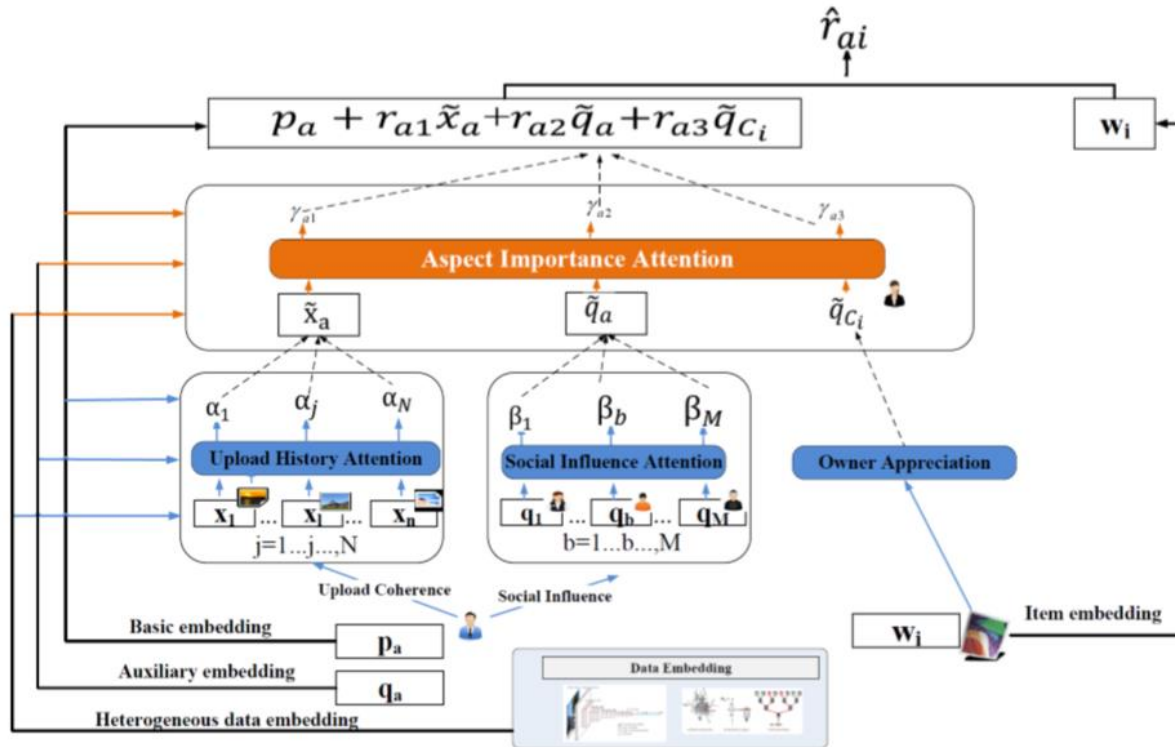 r̂ai
pa + ra1x̃a+ra2q̃a+ra3q̃Ci
wi
γa1
γa2
γa3
Aspect Importance Attention
x̃a
q̃a
q̃Ci
α1 αj αN
β1 βb βM
Upload History Attention
Social Influence Attention
Owner Appreciation
x1 ... xl ... xn
q1 ... qb ... qM
j=1...j...,N
b=1...b...,M
Upload Coherence
Social Influence
Basic embedding
pa
wi
Item embedding
Auxiliary embedding
qa
Data Embedding
Heterogeneous data embedding